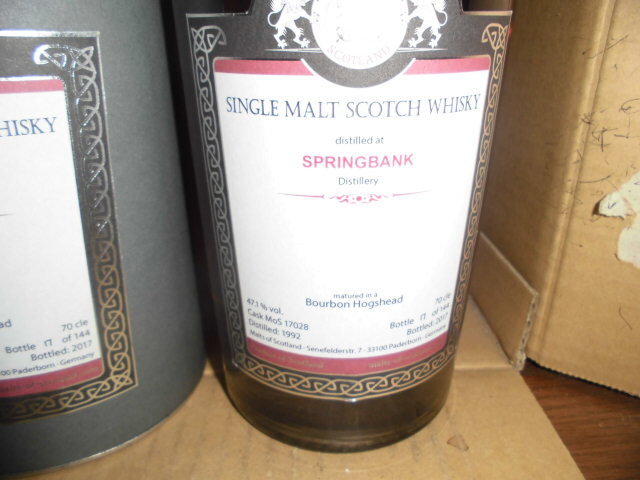 SCOTLAND
SINGLE MALT SCOTCH WHISKY
distilled at
SPRINGBANK
Distillery
matured in a
Bourbon Hogshead
47.1 % vol.
Cask MoS 17028
Distilled: 1992
70 cle
Bottle 17 of 144
Bottled: 2017
Malts of Scotland - Senefelderstr. 7 - 33100 Paderborn - Germany
HISKY
ad
70 cle
Bottle 17 of 144
Bottled: 2017
100 Paderborn - Germany